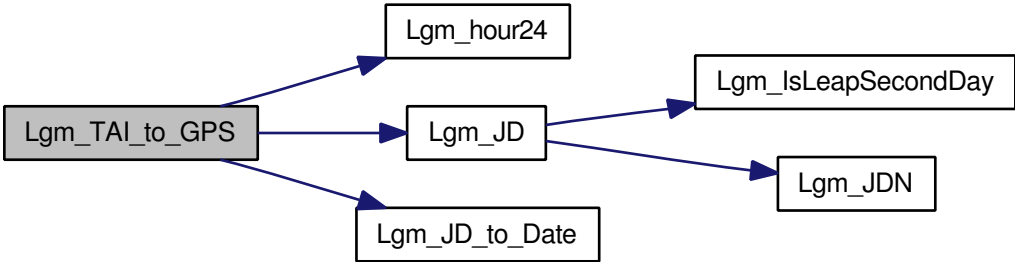 Lgm_hour24
Lgm_IsLeapSecondDay
Lgm_TAI_to_GPS
Lgm_JD
Lgm_JDN
Lgm_JD_to_Date